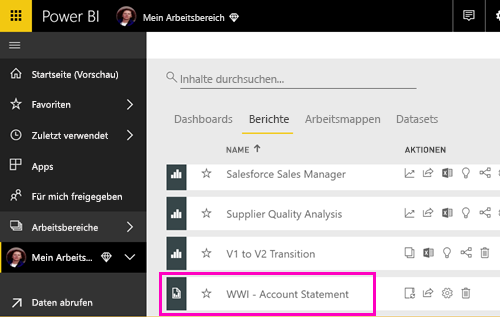 Power BI
Mein Arbeitsbereich
Startseite (Vorschau)
Favoriten
Zuletzt verwendet
Apps
Für mich freigegeben
Arbeitsbereiche
Mein Arbeits...
Daten abrufen
Inhalte durchsuchen...
Dashboards Berichte Arbeitsmappen Datasets
NAME AKTIONEN
Salesforce Sales Manager
Supplier Quality Analysis
V1 to V2 Transition
WWI - Account Statement